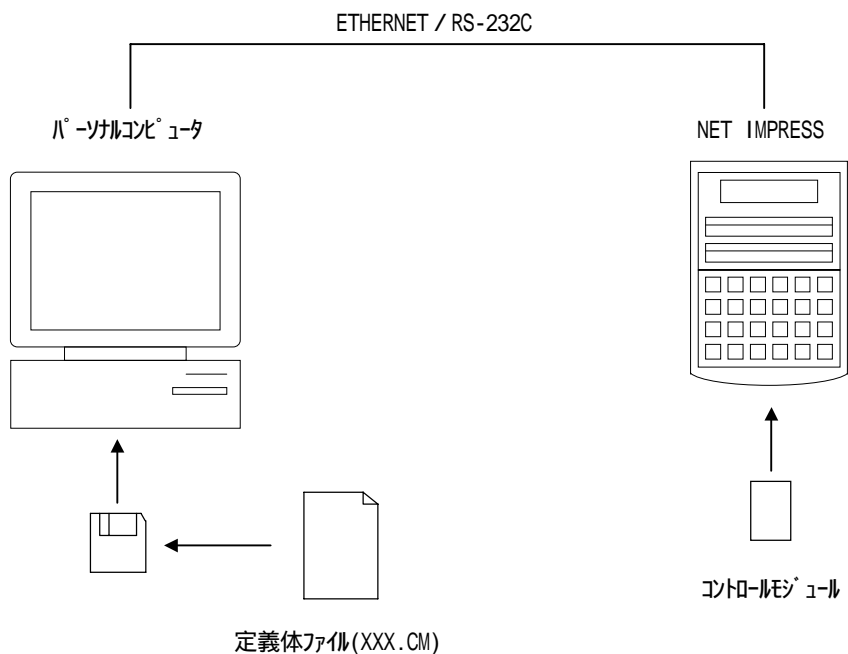 ETHERNET / RS-232C
ﾊﾟｰｿﾅﾙｺﾝﾋﾟｭｰﾀ
NET IMPRESS
ｺﾝﾄﾛｰﾙﾓｼﾞｭｰﾙ
定義体ﾌｧｲﾙ(XXX.CM)